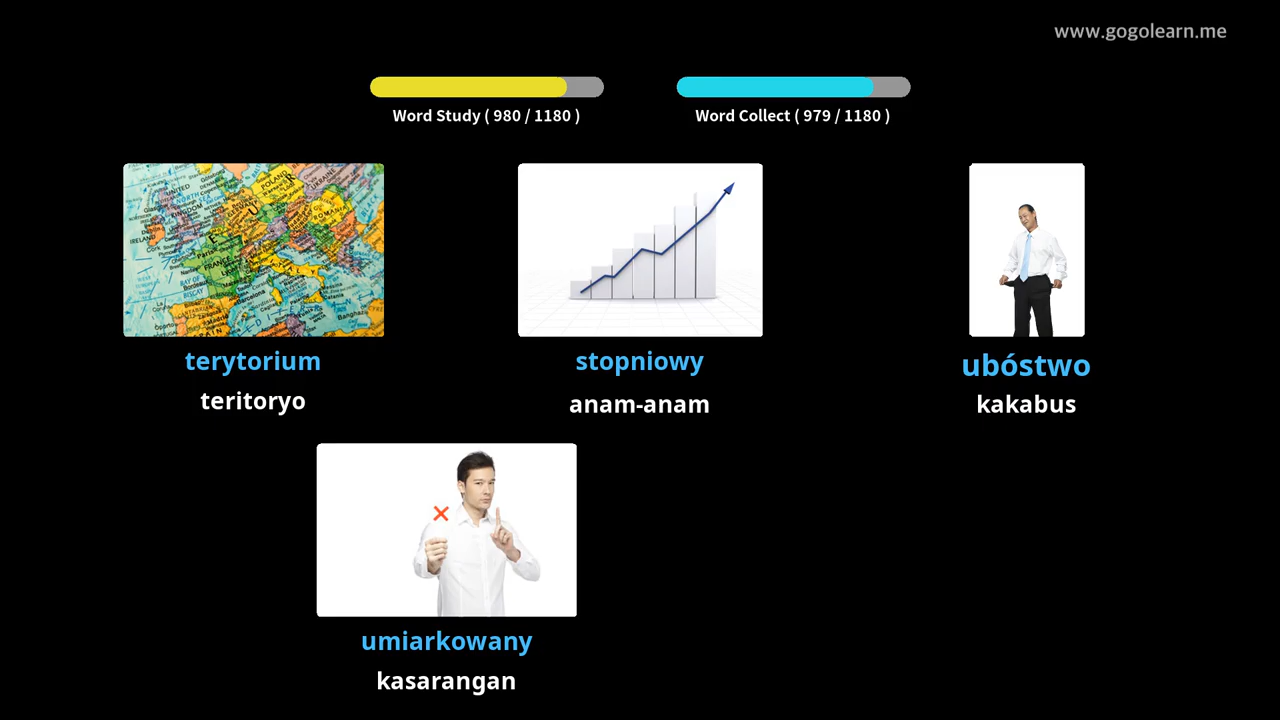 www.gogolearn.me
Word Study ( 980 / 1180 )
Word Collect ( 979 / 1180 )
terytorium
teritoryo
stopniowy
anam-anam
ubóstwo
kakabus
umiarkowany
kasarangan